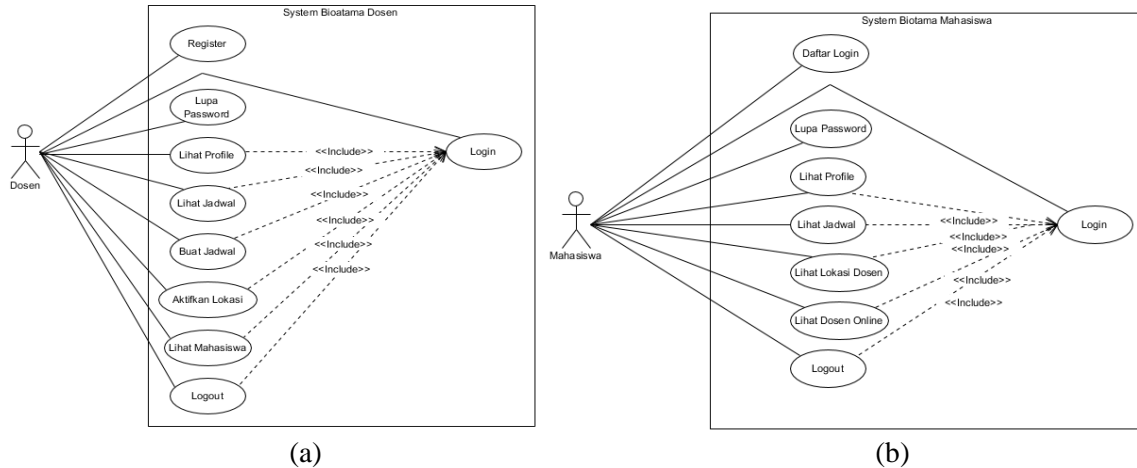 System Bioatama Dosen
Register
Lupa
Password
Lihat Profile
Lihat Jadwal
Buat Jadwal
Aktifkan Lokasi
Lihat Mahasiswa
Logout
Dosen
<<Include>>
<<Include>>
<<Include>>
<<Include>>
<<Include>>
<<Include>>
Login
(a)
System Biotama Mahasiswa
Daftar Login
Lupa Password
Lihat Profile
Lihat Jadwal
Lihat Lokasi Dosen
Lihat Dosen Online
Logout
Mahasiswa
<<Include>>
<<Include>>
<<Include>>
<<Include>>
<<Include>>
Login
(b)